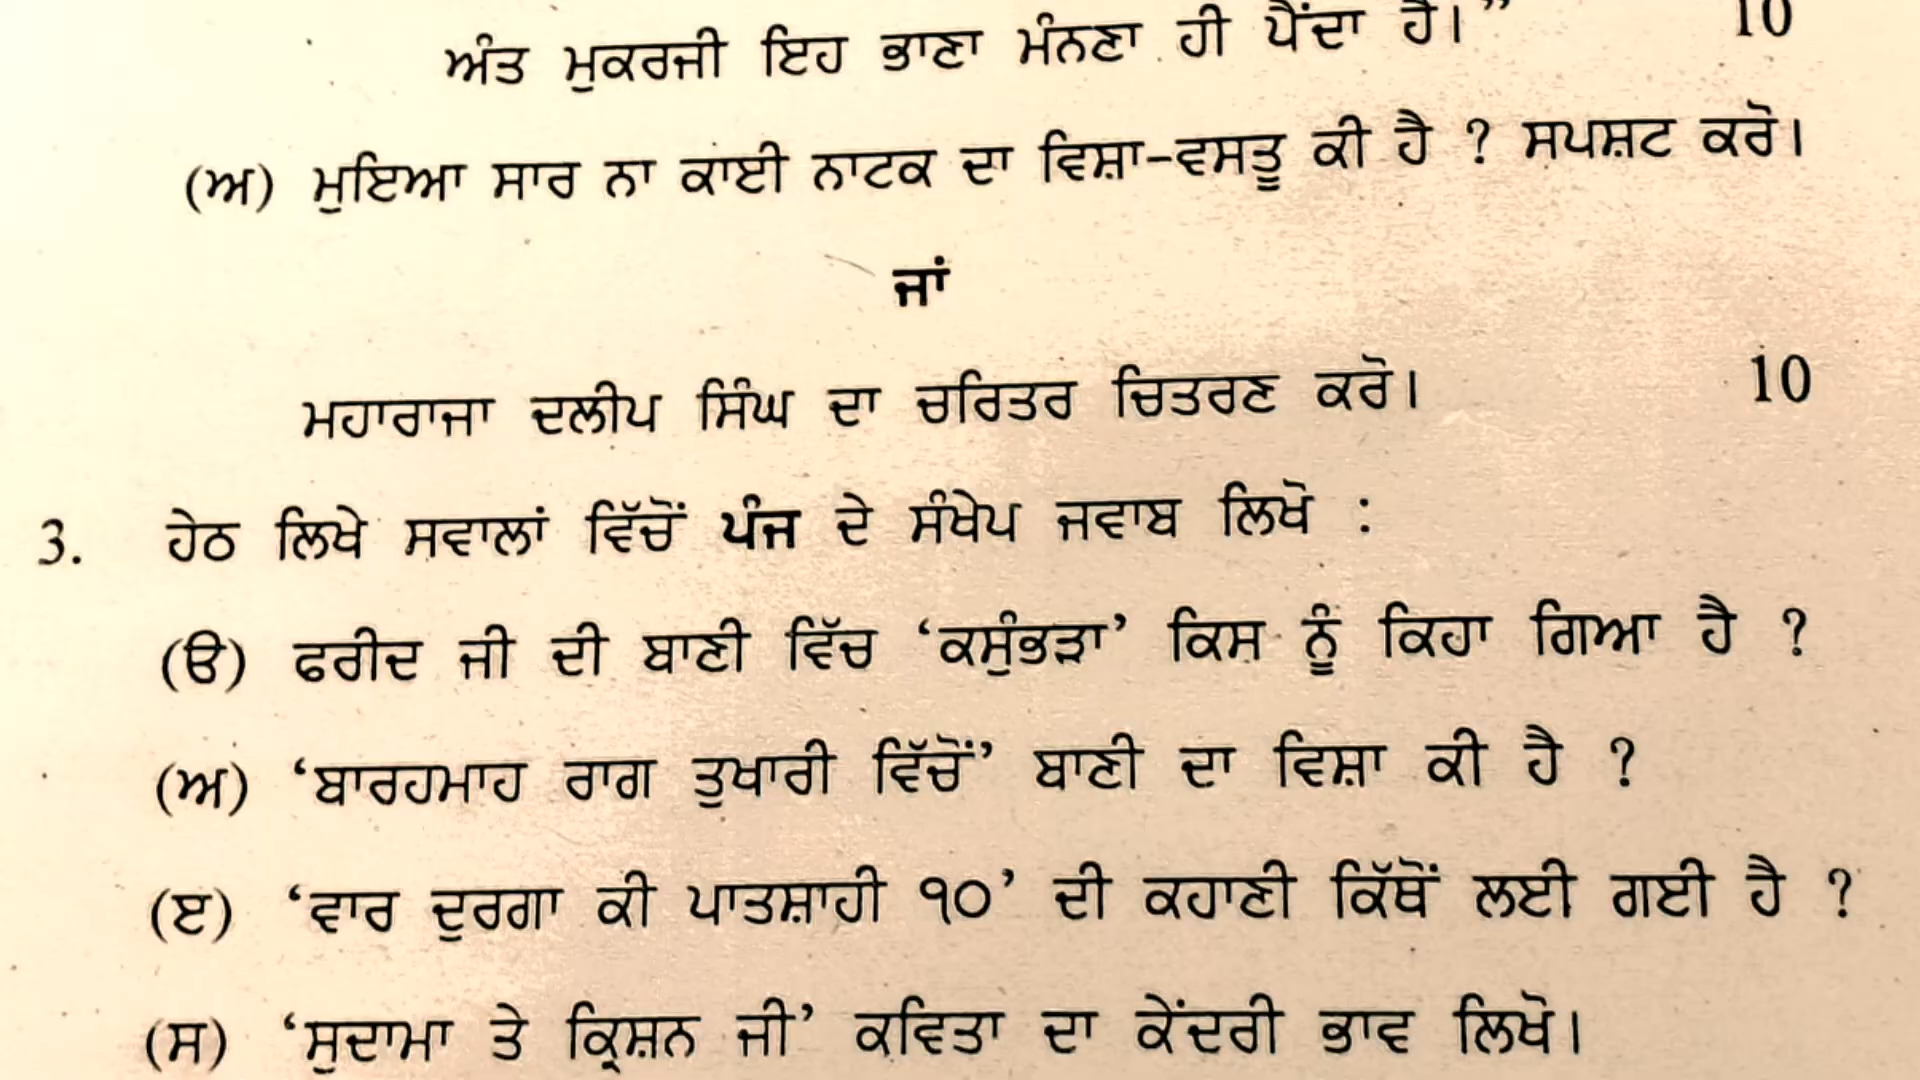 ਅੰਤ ਮੁਕਰਜੀ ਇਹ ਭਾਣਾ ਮੰਨਣਾ ਹੀ ਪੈਂਦਾ ਹੈ।” 10
(ਅ) ਮੁਇਆ ਸਾਰ ਨਾ ਕਾਈ ਨਾਟਕ ਦਾ ਵਿਸ਼ਾ-ਵਸਤੂ ਕੀ ਹੈ ? ਸਪਸ਼ਟ ਕਰੋ।
ਜਾਂ
ਮਹਾਰਾਜਾ ਦਲੀਪ ਸਿੰਘ ਦਾ ਚਰਿਤਰ ਚਿਤਰਣ ਕਰੋ। 10
3. ਹੇਠ ਲਿਖੇ ਸਵਾਲਾਂ ਵਿੱਚੋਂ ਪੰਜ ਦੇ ਸੰਖੇਪ ਜਵਾਬ ਲਿਖੋ :
(ੳ) ਫਰੀਦ ਜੀ ਦੀ ਬਾਣੀ ਵਿੱਚ ‘ਕਸੁੰਭੜਾ’ ਕਿਸ ਨੂੰ ਕਿਹਾ ਗਿਆ ਹੈ ?
(ਅ) ‘ਬਾਰਹਮਾਹ ਰਾਗ ਤੁਖਾਰੀ ਵਿੱਚੋਂ’ ਬਾਣੀ ਦਾ ਵਿਸ਼ਾ ਕੀ ਹੈ ?
(ੲ) ‘ਵਾਰ ਦੁਰਗਾ ਕੀ ਪਾਤਸ਼ਾਹੀ ੧੦’ ਦੀ ਕਹਾਣੀ ਕਿੱਥੋਂ ਲਈ ਗਈ ਹੈ ?
(ਸ) ‘ਸੁਦਾਮਾ ਤੇ ਕ੍ਰਿਸ਼ਨ ਜੀ’ ਕਵਿਤਾ ਦਾ ਕੇਂਦਰੀ ਭਾਵ ਲਿਖੋ।